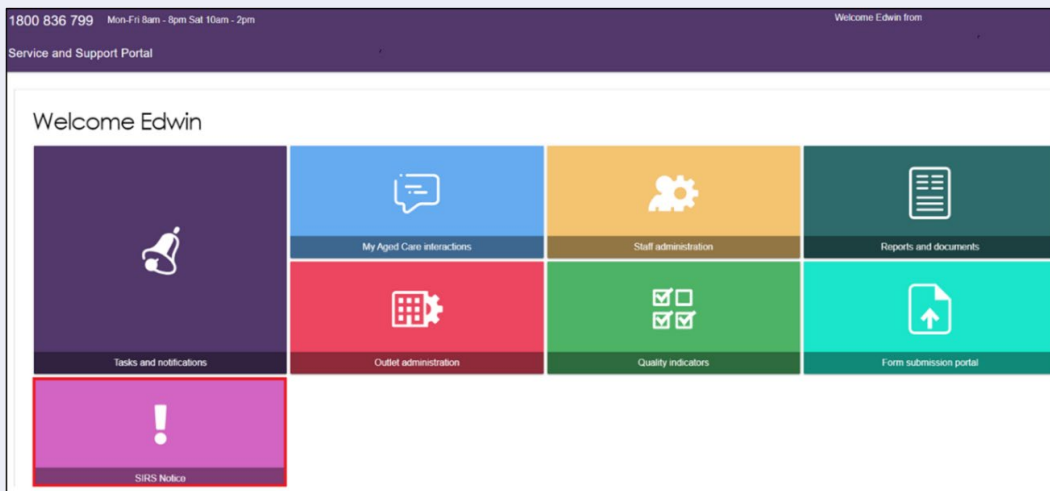 1800 836 799 Mon-Fri 8am - 8pm Sat 10am - 2pm
Welcome Edwin from
Service and Support Portal
Welcome Edwin
My Aged Care interactions
Staff administration
Reports and documents
Tasks and notifications
Outlet administration
Quality indicators
Form submission portal
SIRS Notice